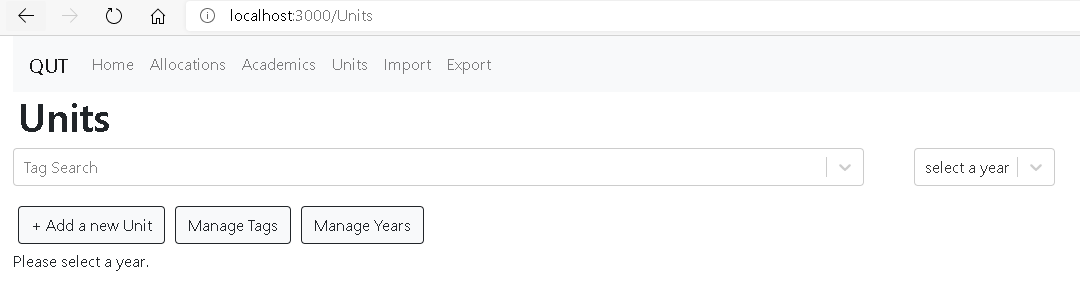 localhost:3000/Units
QUT Home Allocations Academics Units Import Export
Units
Tag Search select a year
+ Add a new Unit Manage Tags Manage Years
Please select a year.